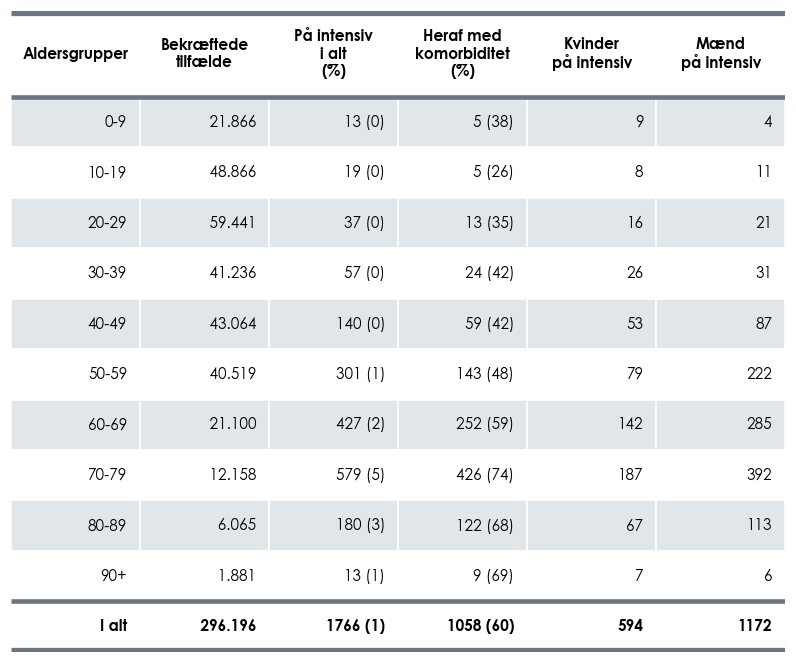 Aldersgrupper Bekræftede tilfælde På intensiv i alt (%) Heraf med komorbiditet (%) Kvinder på intensiv Mænd på intensiv
0-9 21.866 13 (0) 5 (38) 9 4
10-19 48.866 19 (0) 5 (26) 8 11
20-29 59.441 37 (0) 13 (35) 16 21
30-39 41.236 57 (0) 24 (42) 26 31
40-49 43.064 140 (0) 59 (42) 53 87
50-59 40.519 301 (1) 143 (48) 79 222
60-69 21.100 427 (2) 252 (59) 142 285
70-79 12.158 579 (5) 426 (74) 187 392
80-89 6.065 180 (3) 122 (68) 67 113
90+ 1.881 13 (1) 9 (69) 7 6
I alt 296.196 1766 (1) 1058 (60) 594 1172